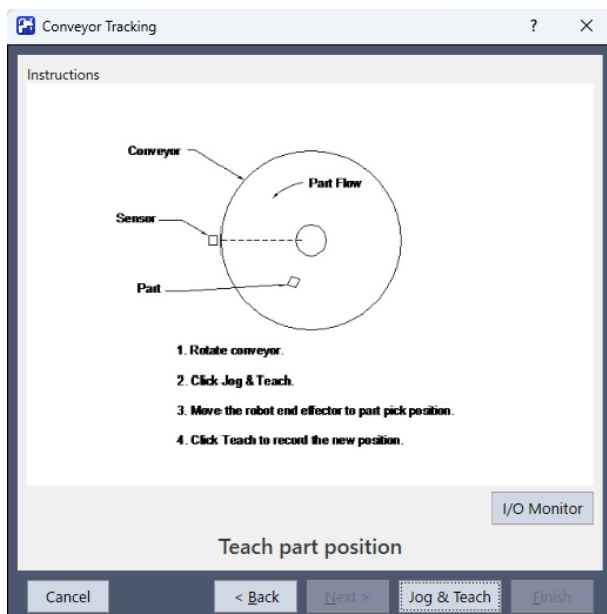 Conveyor Tracking
?
Instructions
Conveyor
Part Flow
Sensor
Part
1. Rotate conveyor.
2. Click Jog & Teach.
3. Move the robot end effector to part pick position.
4. Click Teach to record the new position.
I/O Monitor
Teach part position
Cancel
< Back
Next >
Jog & Teach
Finish